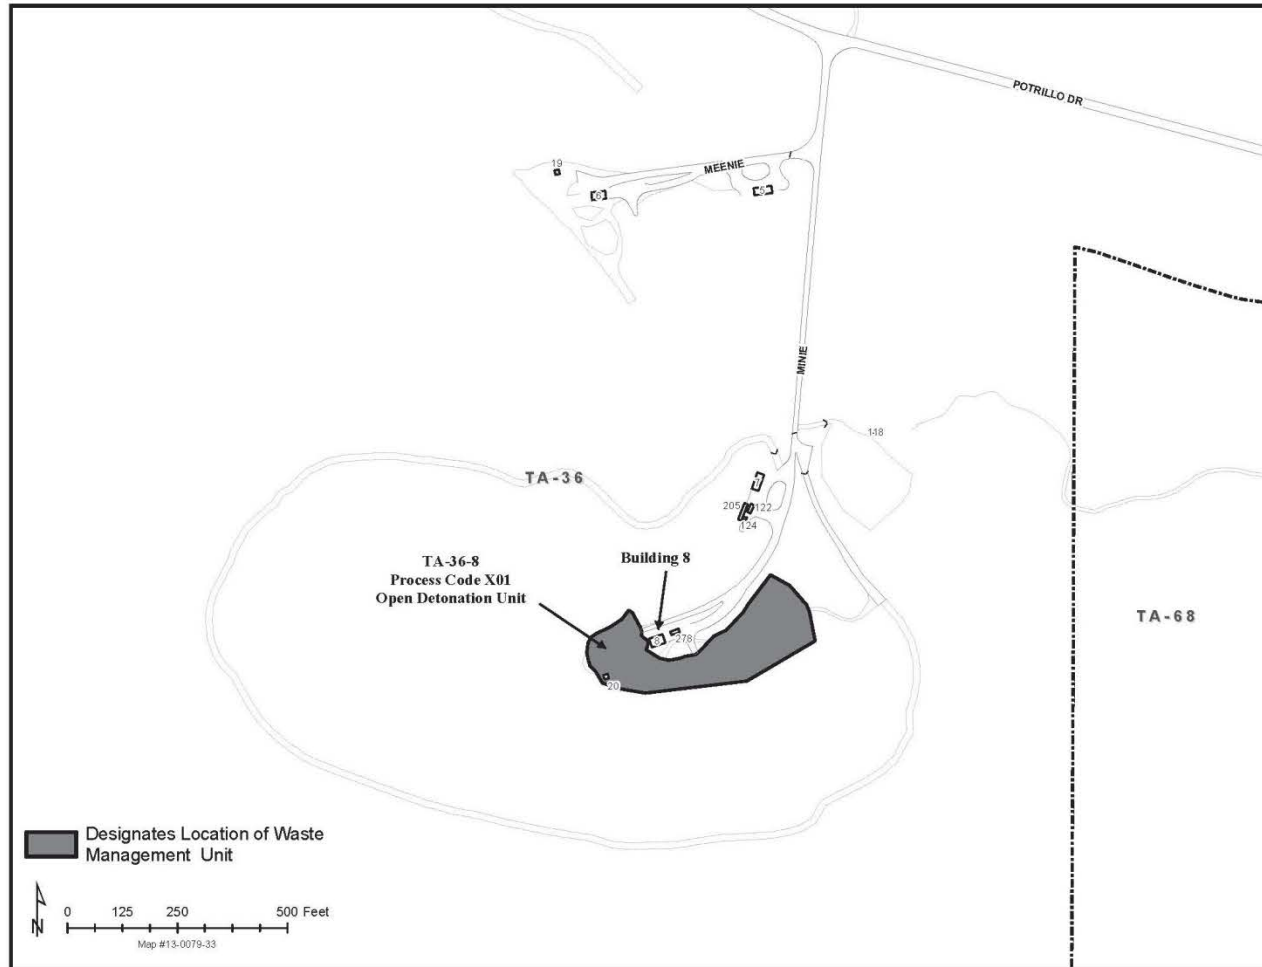 POTRILLO DR
19
MEENIE
6
5
MINIE
148
TA-36
205
122
124
TA-36-8
Process Code X01
Open Detonation Unit
Building 8
TA-68
8
278
20
Designates Location of Waste
Management Unit
N
0 125 250 500 Feet
Map #13-0079-33